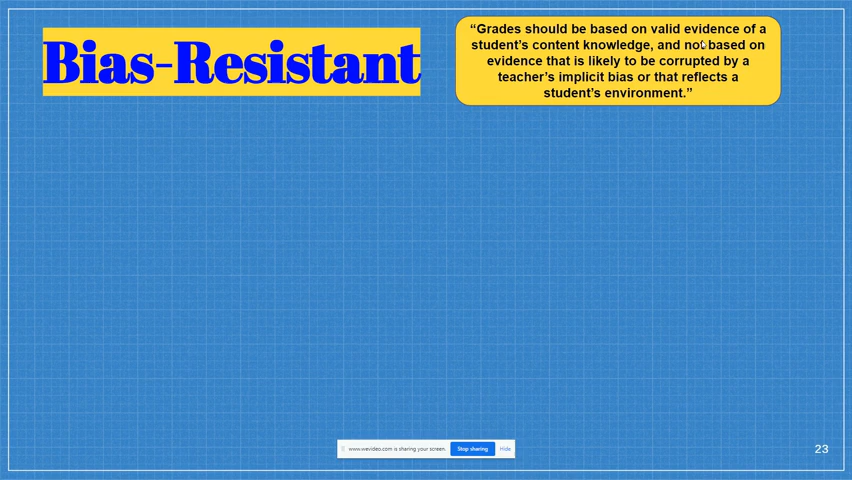 Bias-Resistant
“Grades should be based on valid evidence of a
student’s content knowledge, and not based on
evidence that is likely to be corrupted by a
teacher’s implicit bias or that reflects a
student’s environment.”
www.wevideo.com is sharing your screen. Stop sharing Hide
23